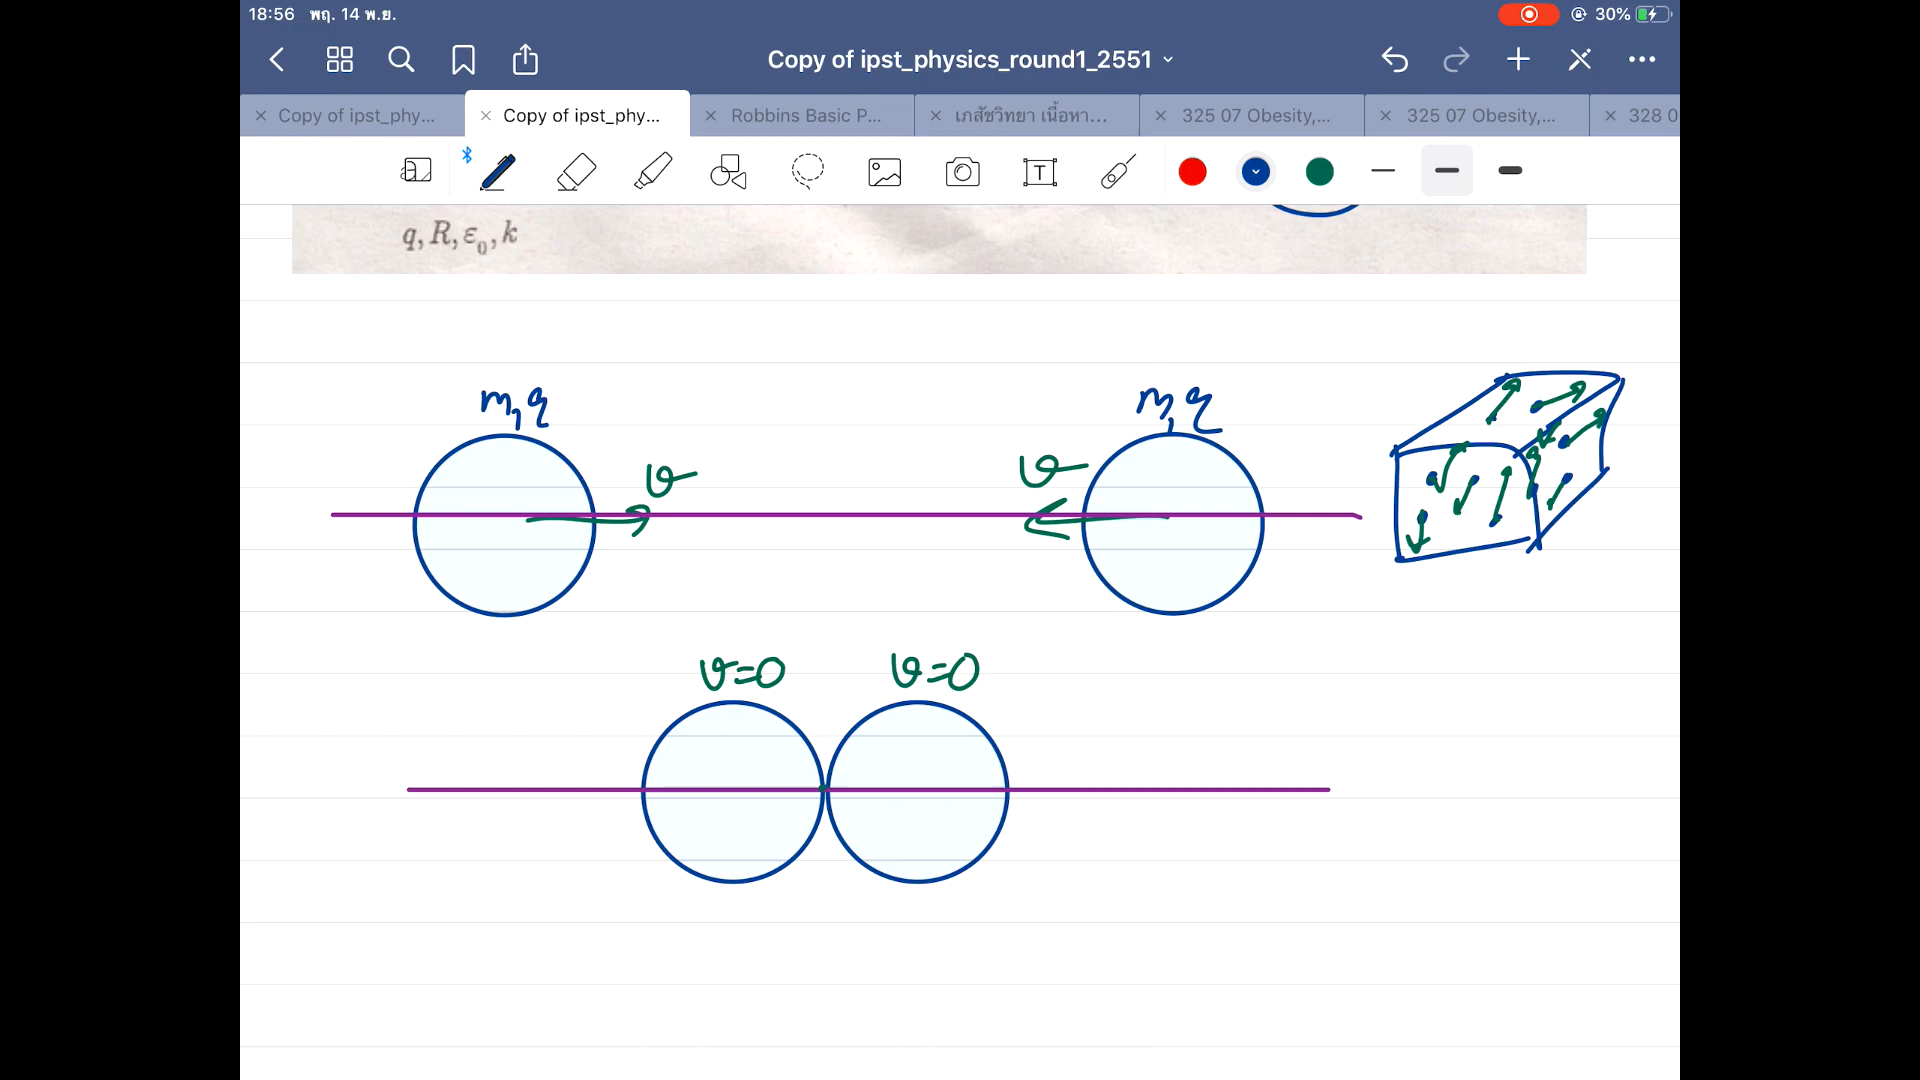 18:56 พฤ. 14 พ.ย.
30%
Copy of ipst_physics_round1_2551
Copy of ipst_phy...
Copy of ipst_phy...
Robbins Basic P...
เภสัชวิทยา เนื้อหา...
325 07 Obesity,...
325 07 Obesity,...
328 0
q, R, ε₀, k
m, q
m, q
v
v
v=0
v=0